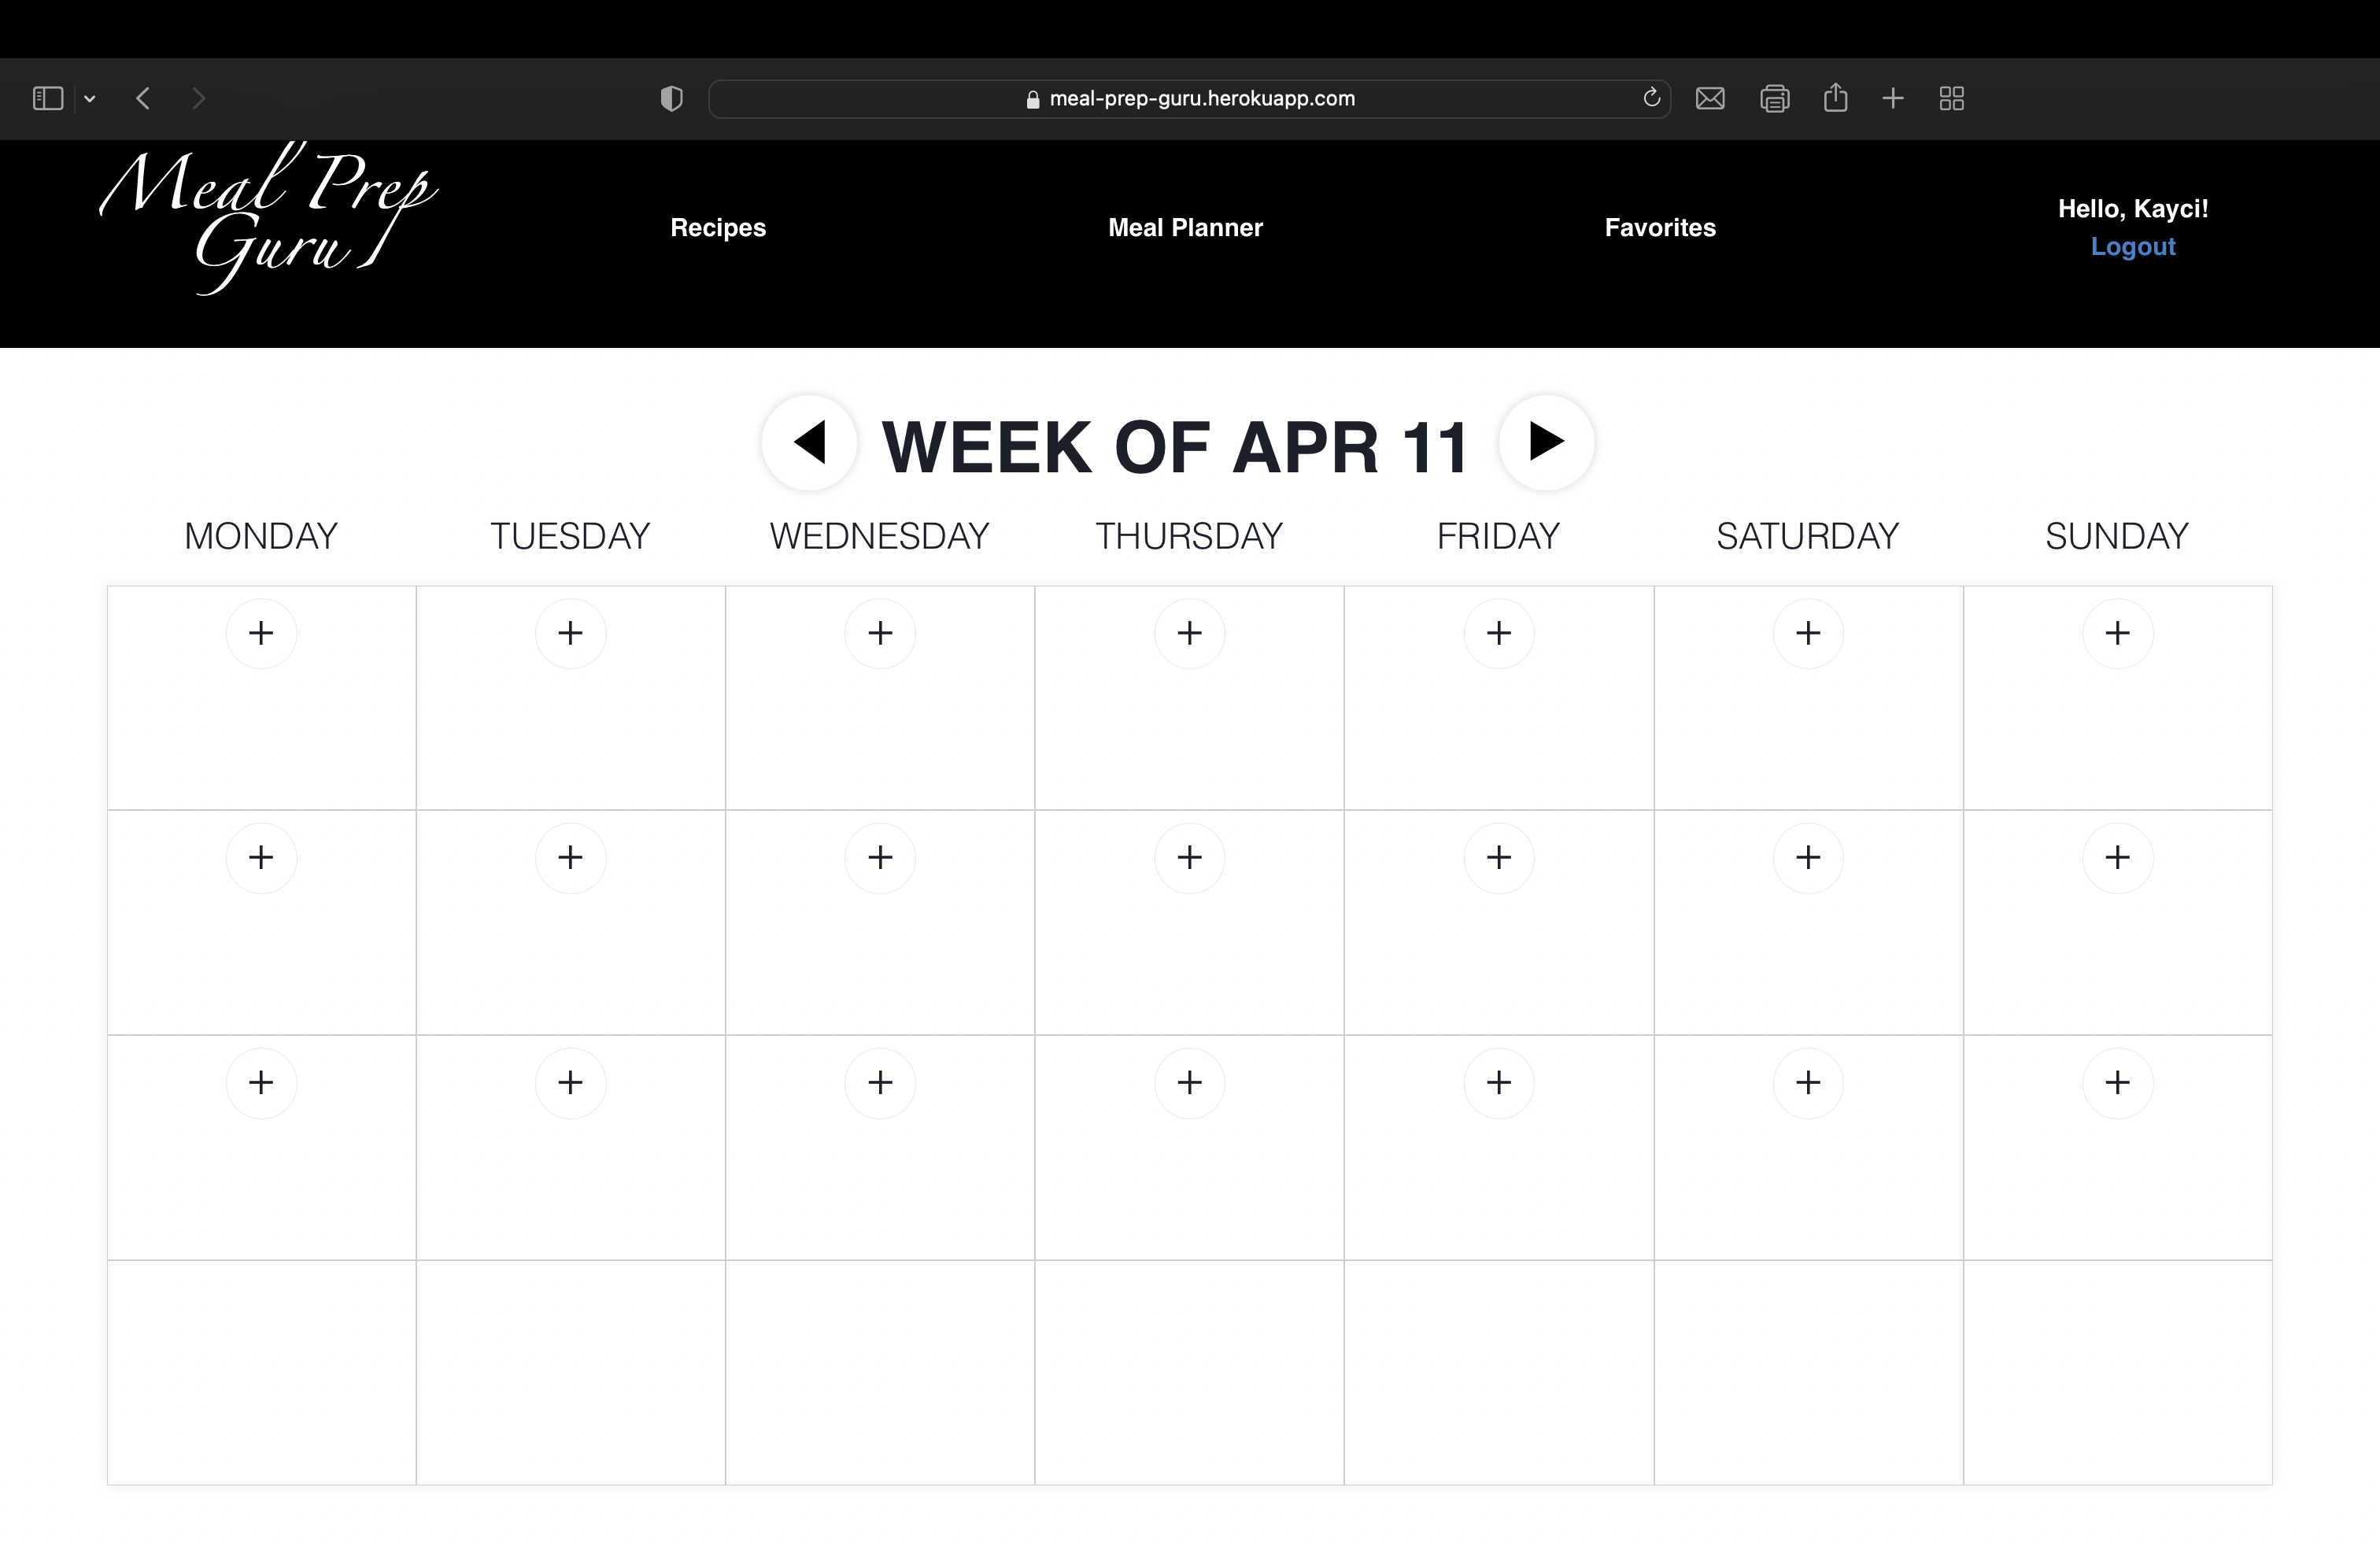 meal-prep-guru.herokuapp.com
Meal Prep
Guru
Recipes
Meal Planner
Favorites
Hello, Kayci!
Logout
WEEK OF APR 11
MONDAY TUESDAY WEDNESDAY THURSDAY FRIDAY SATURDAY SUNDAY
+ + + + + + +
+ + + + + + +
+ + + + + + +